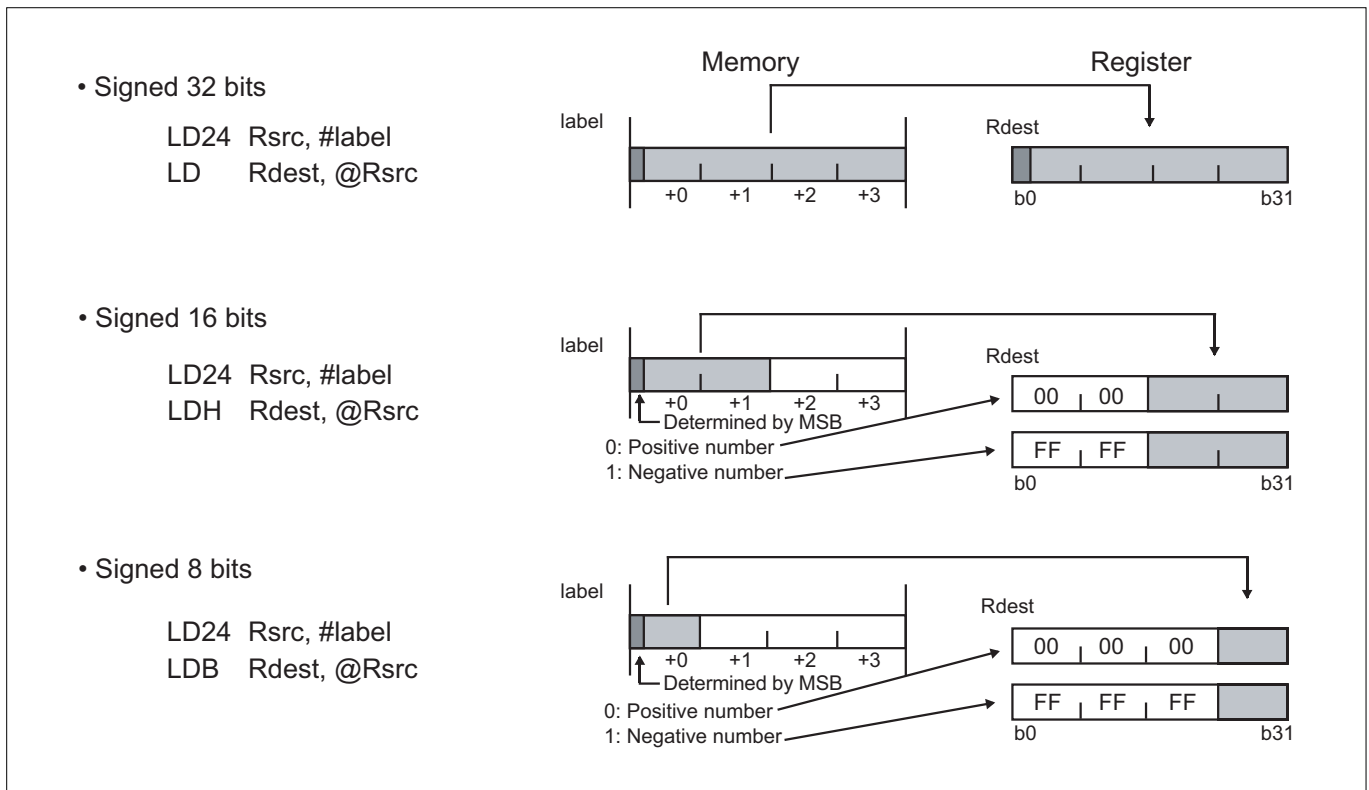 Memory Register
• Signed 32 bits
LD24 Rsrc, #label
LD Rdest, @Rsrc
label
Rdest
+0 +1 +2 +3
b0 b31
• Signed 16 bits
LD24 Rsrc, #label
LDH Rdest, @Rsrc
label
Rdest
+0 +1 +2 +3
Determined by MSB
0: Positive number
1: Negative number
00 00
FF FF
b0 b31
• Signed 8 bits
LD24 Rsrc, #label
LDB Rdest, @Rsrc
label
Rdest
+0 +1 +2 +3
Determined by MSB
0: Positive number
1: Negative number
00 00 00
FF FF FF
b0 b31